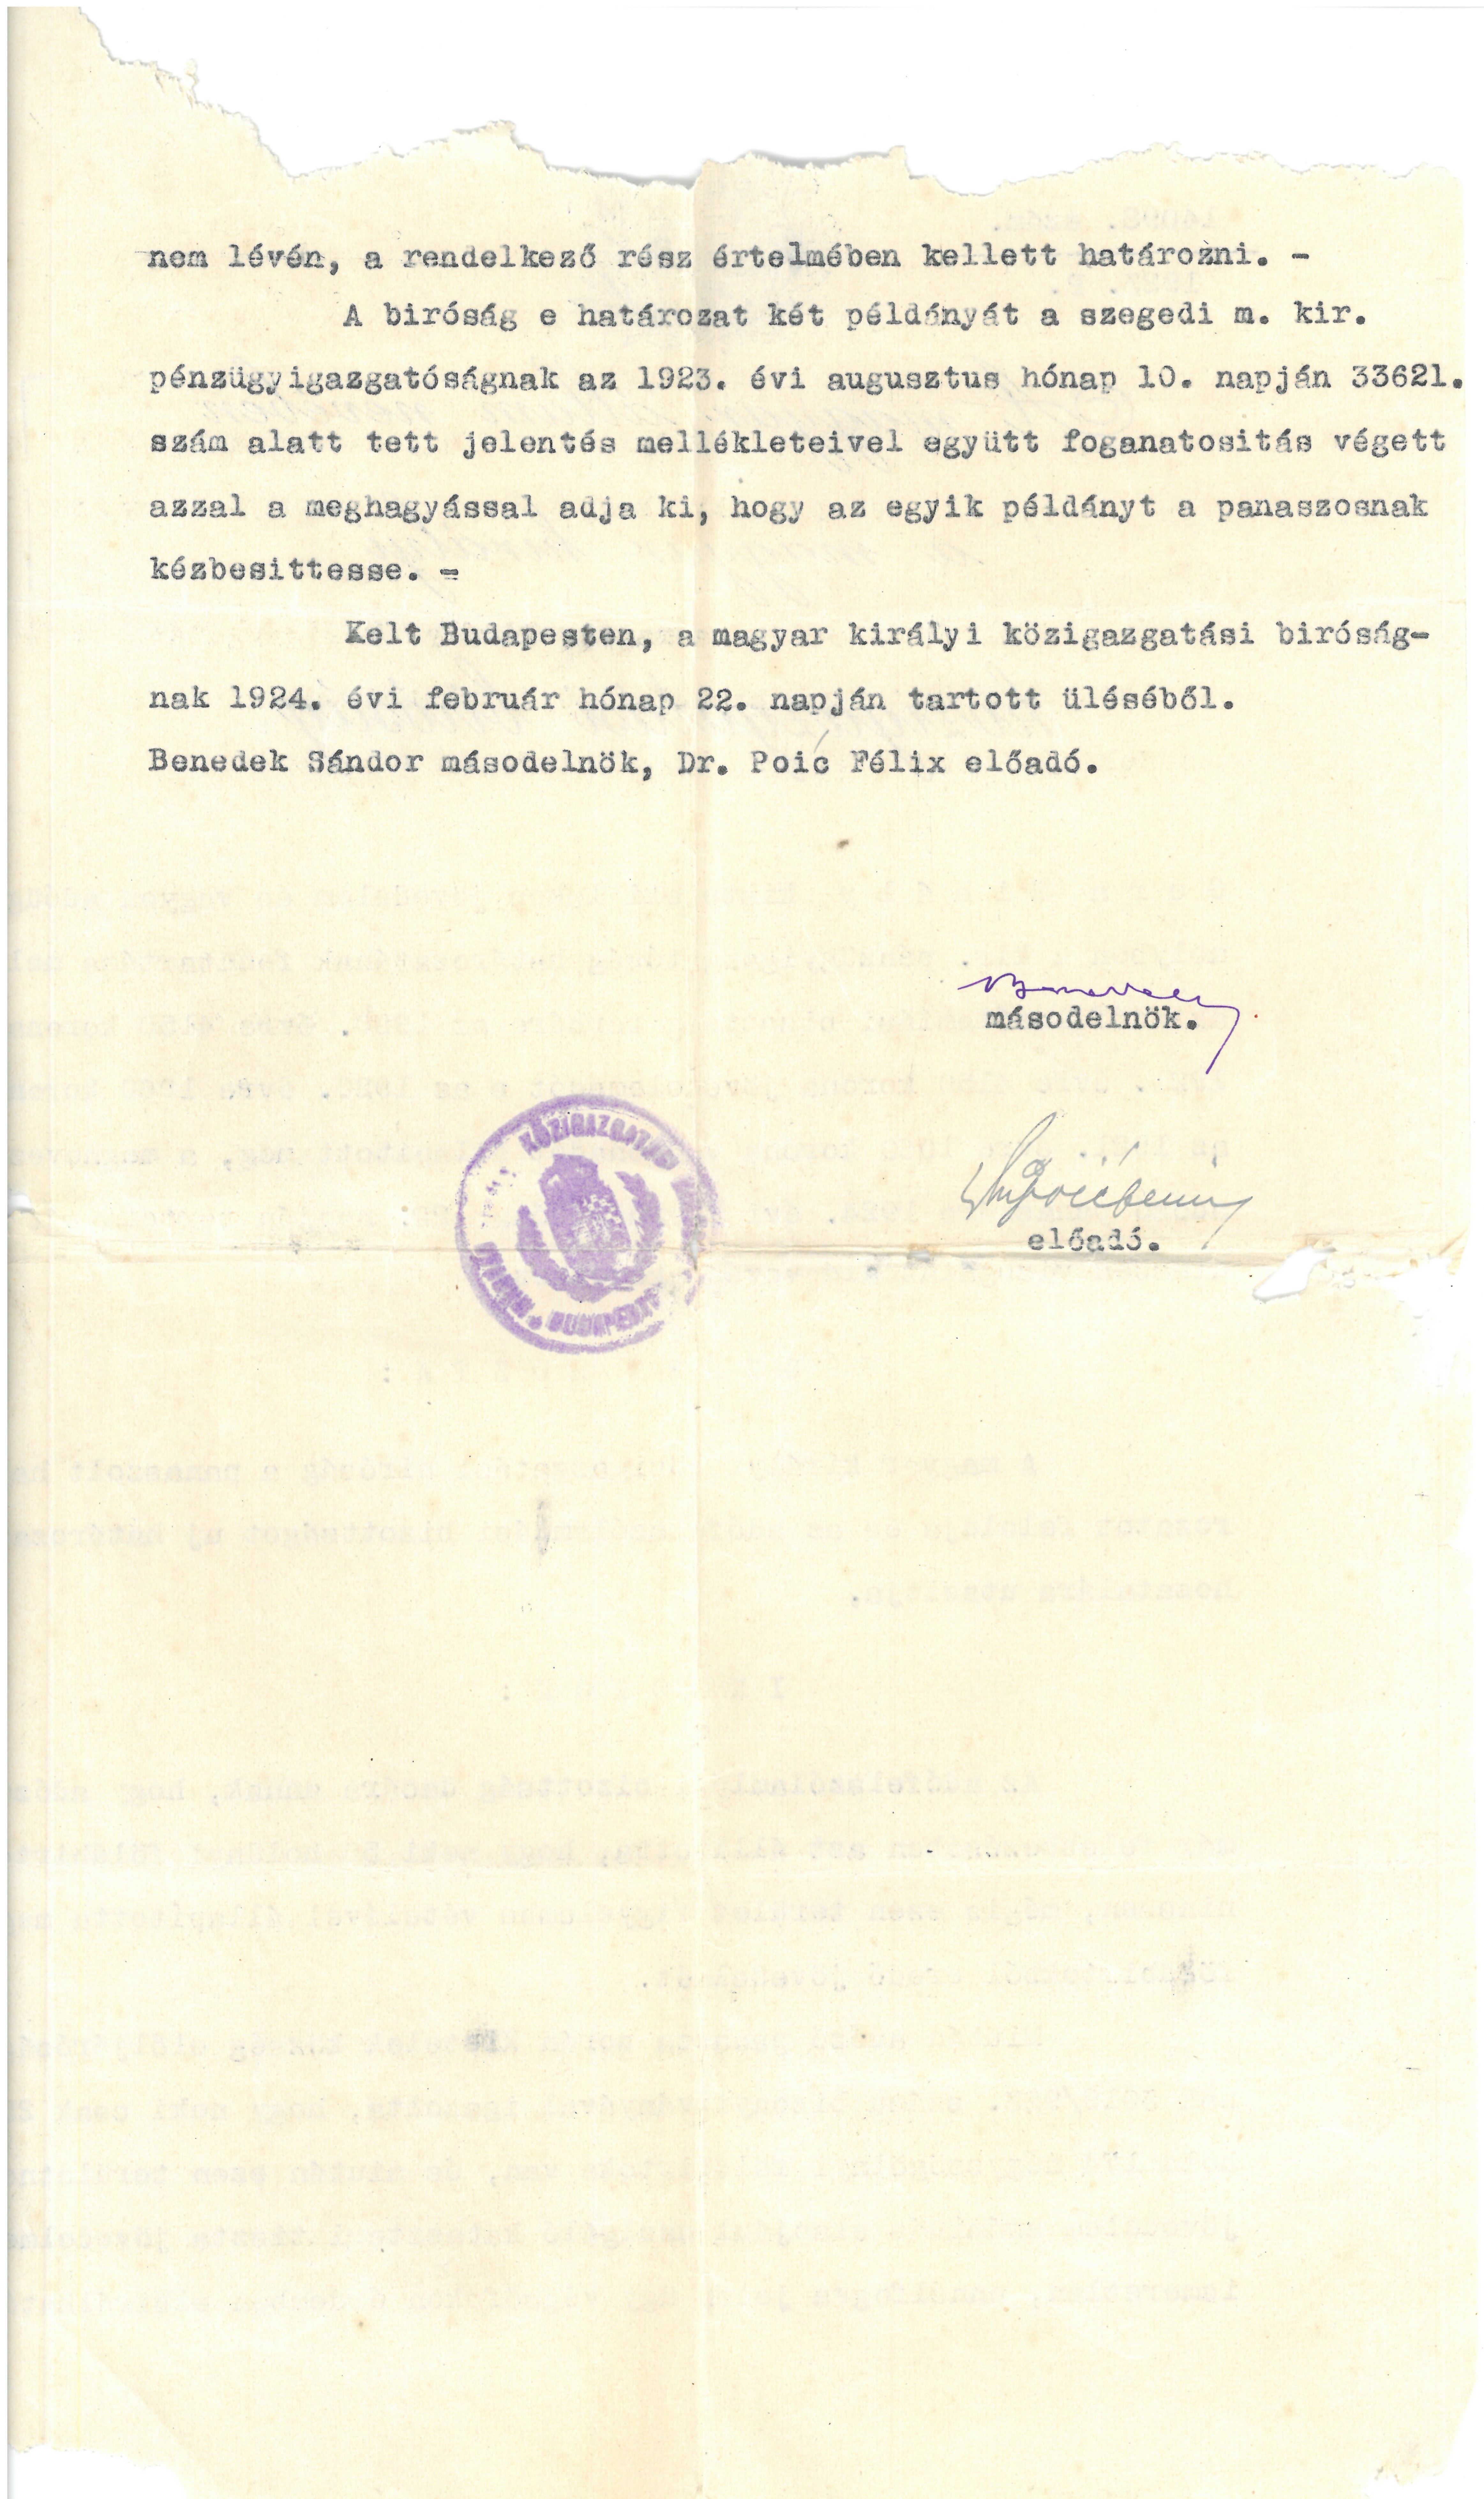 nem lévén, a rendelkező rész értelmében kellett határozni. -
A biróság e határozat két példányát a szegedi m. kir.
pénzügyigazgatóságnak az 1923. évi augusztus hónap 10. napján 33621.
szám alatt tett jelentés mellékleteivel együtt foganatositás végett
azzal a meghagyással adja ki, hogy az egyik példányt a panaszosnak
kézbesittesse. =
Kelt Budapesten, a magyar királyi közigazgatási biróság-
nak 1924. évi február hónap 22. napján tartott üléséből.
Benedek Sándor másodelnök, Dr. Poić Félix előadó.
másodelnök.
KÖZIGAZGATÁSI
előadó.